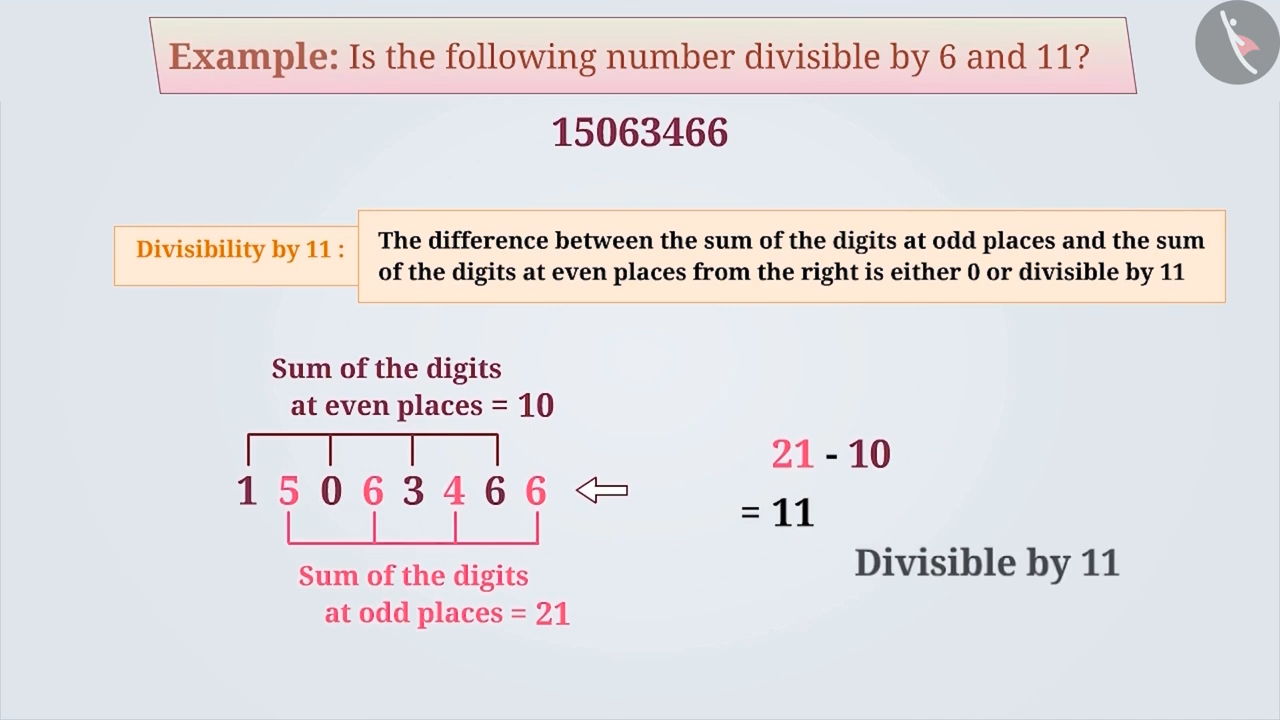 Example: Is the following number divisible by 6 and 11?
15063466
Divisibility by 11 :
The difference between the sum of the digits at odd places and the sum
of the digits at even places from the right is either 0 or divisible by 11
Sum of the digits
at even places = 10
1 5 0 6 3 4 6 6
Sum of the digits
at odd places = 21
21 - 10
= 11
Divisible by 11